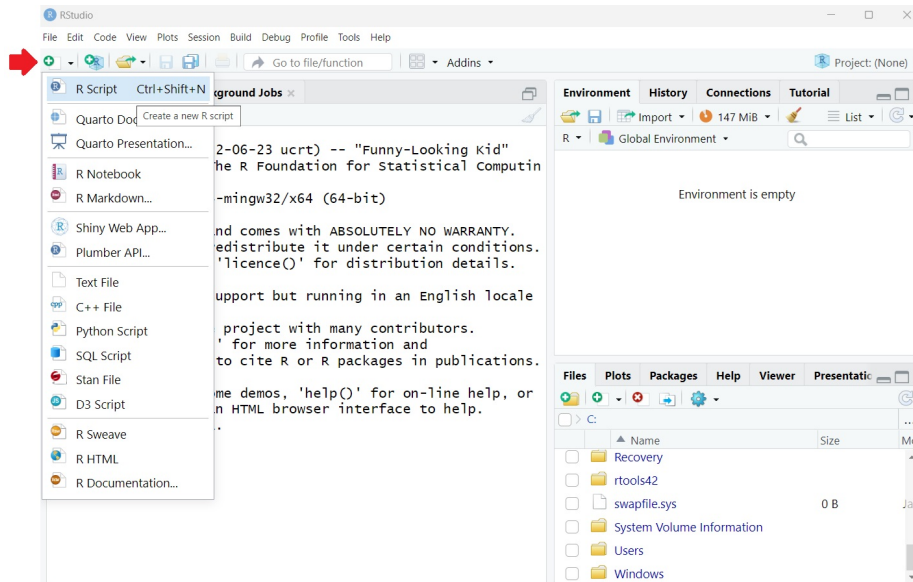 RStudio
File Edit Code View Plots Session Build Debug Profile Tools Help
Go to file/function
Addins
Project: (None)
R Script Ctrl+Shift+N
Quarto Doc
Create a new R script
Quarto Presentation...
R Notebook
R Markdown...
Shiny Web App...
Plumber API...
Text File
C++ File
Python Script
SQL Script
Stan File
D3 Script
R Sweave
R HTML
R Documentation...
kground Jobs
2-06-23 ucrt) -- "Funny-Looking Kid"
he R Foundation for Statistical Computin
-mingw32/x64 (64-bit)
nd comes with ABSOLUTELY NO WARRANTY.
edistribute it under certain conditions.
'licence()' for distribution details.
upport but running in an English locale
project with many contributors.
' for more information and
to cite R or R packages in publications.
ome demos, 'help()' for on-line help, or
n HTML browser interface to help.
.
Environment History Connections Tutorial
Import 147 MiB List
R Global Environment
Environment is empty
Files Plots Packages Help Viewer Presentatio
C:
...
Name Size Mo
Recovery
rtools42
swapfile.sys 0 B Ja
System Volume Information
Users
Windows